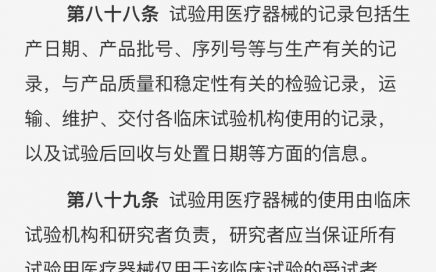 第八十八条 试验用医疗器械的记录包括生
产日期、产品批号、序列号等与生产有关的记
录，与产品质量和稳定性有关的检验记录，运
输、维护、交付各临床试验机构使用的记录，
以及试验后回收与处置日期等方面的信息。
第八十九条 试验用医疗器械的使用由临床
试验机构和研究者负责，研究者应当保证所有
试验用医疗器械仅用于该临床试验的受试者